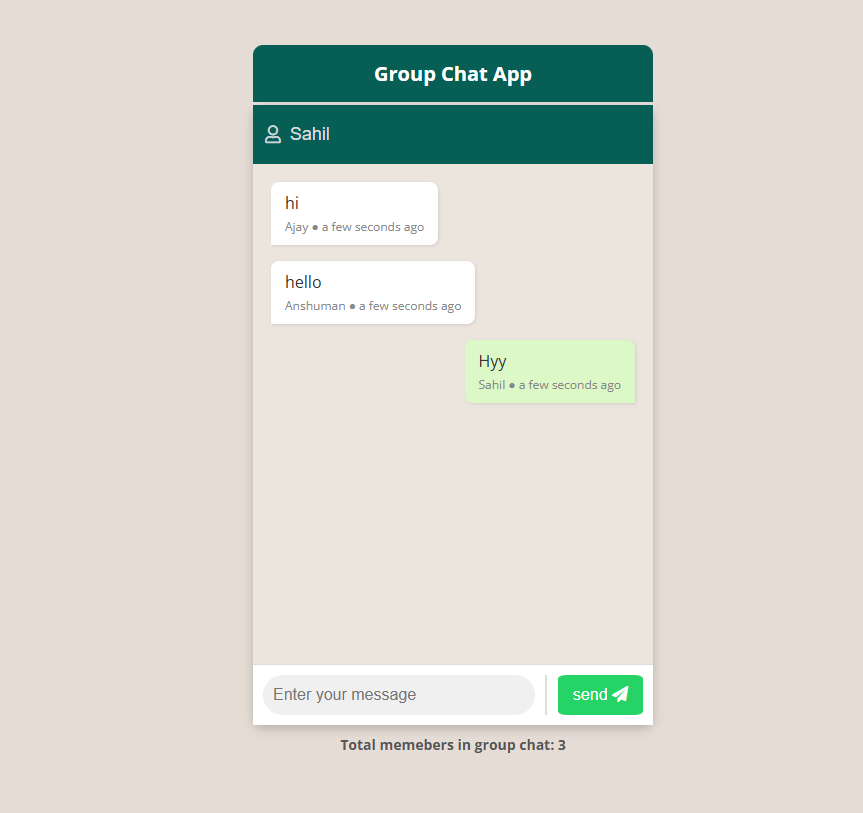 Group Chat App
Sahil
hi
Ajay ● a few seconds ago
hello
Anshuman ● a few seconds ago
Hyy
Sahil ● a few seconds ago
Enter your message
send
Total memebers in group chat: 3